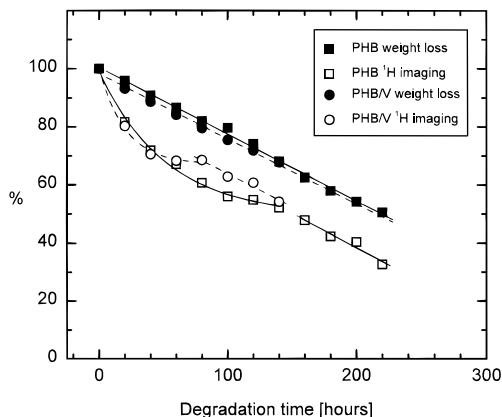 PHB weight loss
PHB ¹H imaging
PHB/V weight loss
PHB/V ¹H imaging
100
80
60
%
40
20
0
0 100 200 300
Degradation time [hours]